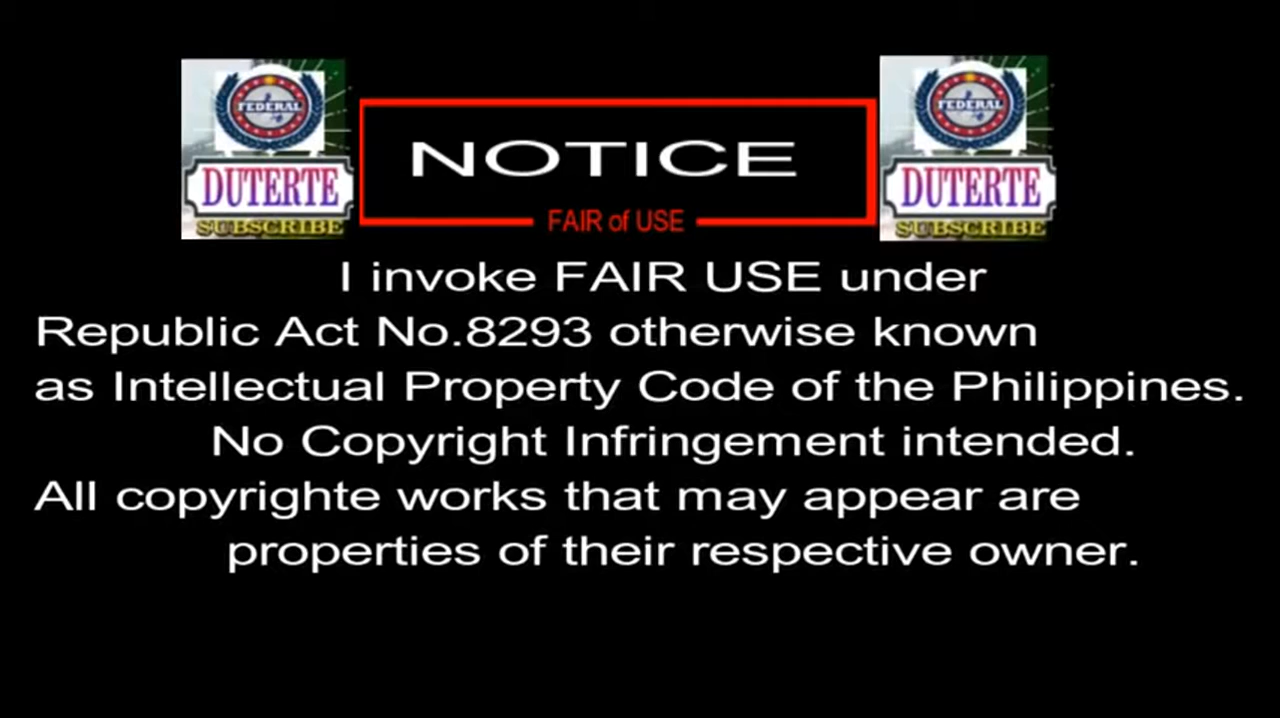 FEDERAL
DUTERTE
SUBSCRIBE
NOTICE
FAIR of USE
FEDERAL
DUTERTE
SUBSCRIBE
I invoke FAIR USE under
Republic Act No.8293 otherwise known
as Intellectual Property Code of the Philippines.
No Copyright Infringement intended.
All copyrighte works that may appear are
properties of their respective owner.